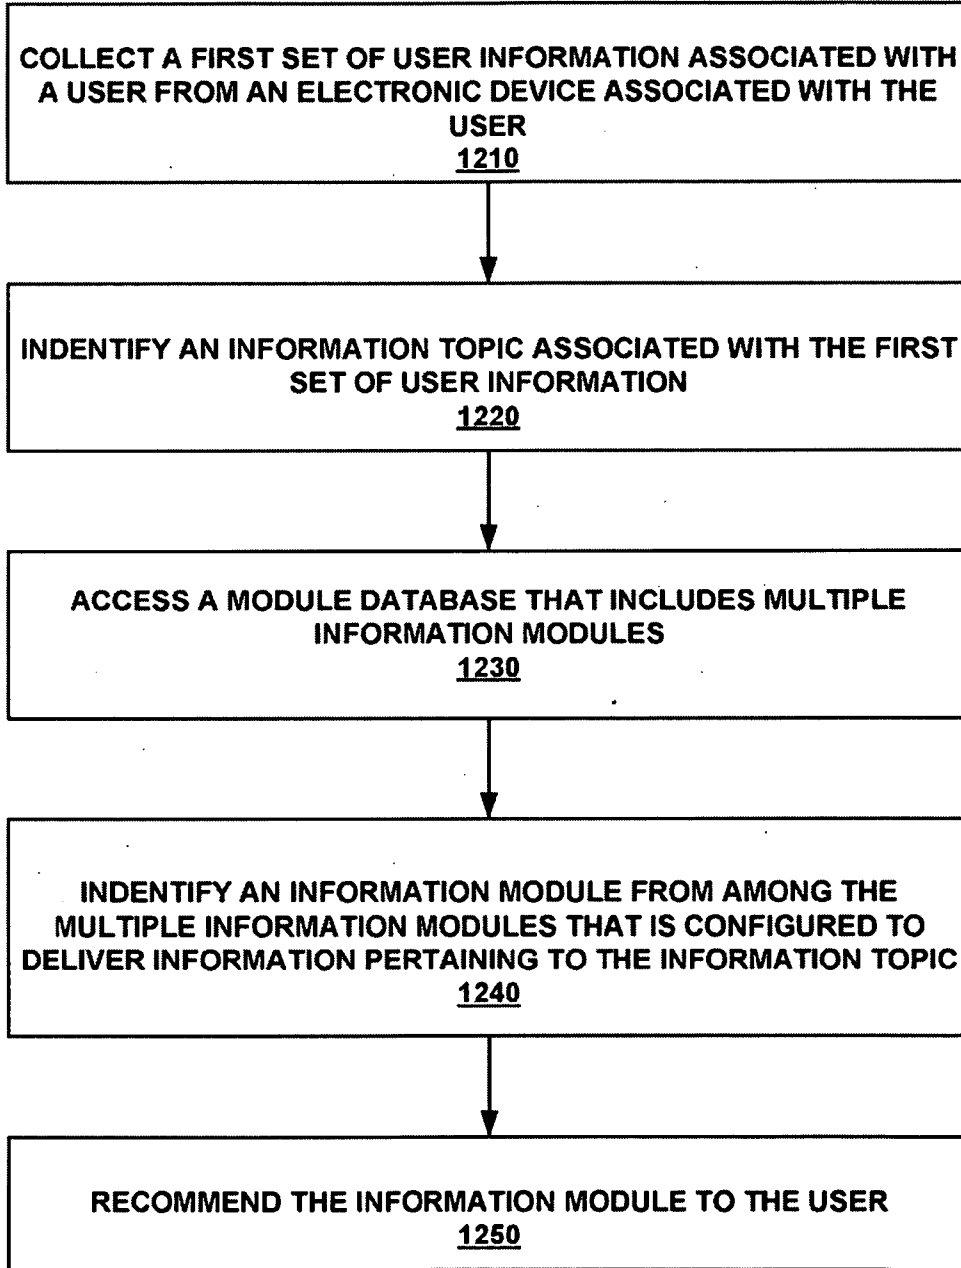 COLLECT A FIRST SET OF USER INFORMATION ASSOCIATED WITH
A USER FROM AN ELECTRONIC DEVICE ASSOCIATED WITH THE
USER
1210
INDENTIFY AN INFORMATION TOPIC ASSOCIATED WITH THE FIRST
SET OF USER INFORMATION
1220
ACCESS A MODULE DATABASE THAT INCLUDES MULTIPLE
INFORMATION MODULES
1230
INDENTIFY AN INFORMATION MODULE FROM AMONG THE
MULTIPLE INFORMATION MODULES THAT IS CONFIGURED TO
DELIVER INFORMATION PERTAINING TO THE INFORMATION TOPIC
1240
RECOMMEND THE INFORMATION MODULE TO THE USER
1250